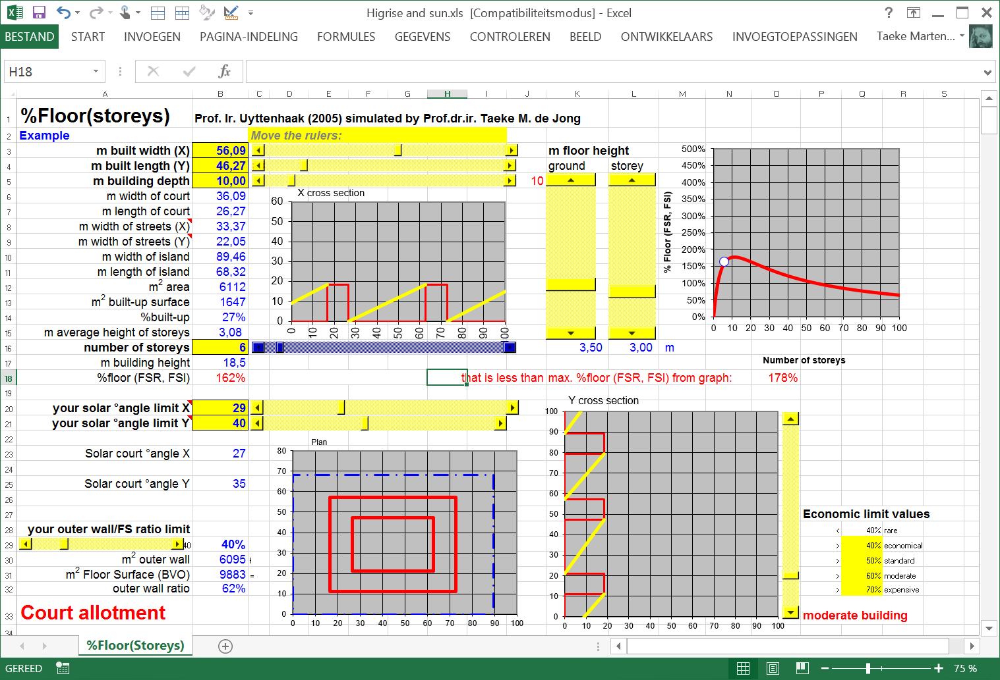 Higrise and sun.xls  [Compatibiliteitsmodus] - Excel
BESTAND START INVOEGEN PAGINA-INDELING FORMULES GEGEVENS CONTROLEREN BEELD ONTWIKKELAARS INVOEGTOEPASSINGEN Taeke Marten...
H18 fx
A B C D E F G H I J K L M N O P Q R S
1 %Floor(storeys) Prof. Ir. Uyttenhaak (2005) simulated by Prof.dr.ir. Taeke M. de Jong
2 Example Move the rulers:
3 m built width (X) 56,09 m floor height
4 m built length (Y) 46,27 ground storey
5 m building depth 10,00 10
6 m width of court 36,09
7 m length of court 26,27
8 m width of streets (X) 33,37
9 m width of streets (Y) 22,05
10 m width of island 89,46
11 m length of island 68,32
12 m2 area 6112
13 m2 built-up surface 1647
14 %built-up 27%
15 m average height of storeys 3,08
16 number of storeys 6 3,50 3,00 m
17 m building height 18,5
18 %floor (FSR, FSI) 162% that is less than max. %floor (FSR, FSI) from graph: 178%
19
20 your solar °angle limit X 29
21 your solar °angle limit Y 40
22
23 Solar court °angle X 27
24
25 Solar court °angle Y 35
26
27
28 your outer wall/FS ratio limit
29 40 40%
30 m2 outer wall 6095 /
31 m2 Floor Surface (BVO) 9883 =
32 outer wall ratio 62%
33 Court allotment
34
X cross section
60
50
40
30
20
10
0
0 10 20 30 40 50 60 70 80 90 00
% Floor (FSR, FSI)
500%
450%
400%
350%
300%
250%
200%
150%
100%
50%
0%
0 10 20 30 40 50 60 70 80 90 100
Number of storeys
Plan
80
70
60
50
40
30
20
10
0
0 10 20 30 40 50 60 70 80 90 100
Y cross section
100
90
80
70
60
50
40
30
20
10
0
0 10 20 30 40 50 60 70 80 90 100
Economic limit values
< 40% rare
> 40% economical
> 50% standard
> 60% moderate
> 70% expensive
moderate building
%Floor(Storeys)
GEREED 75 %